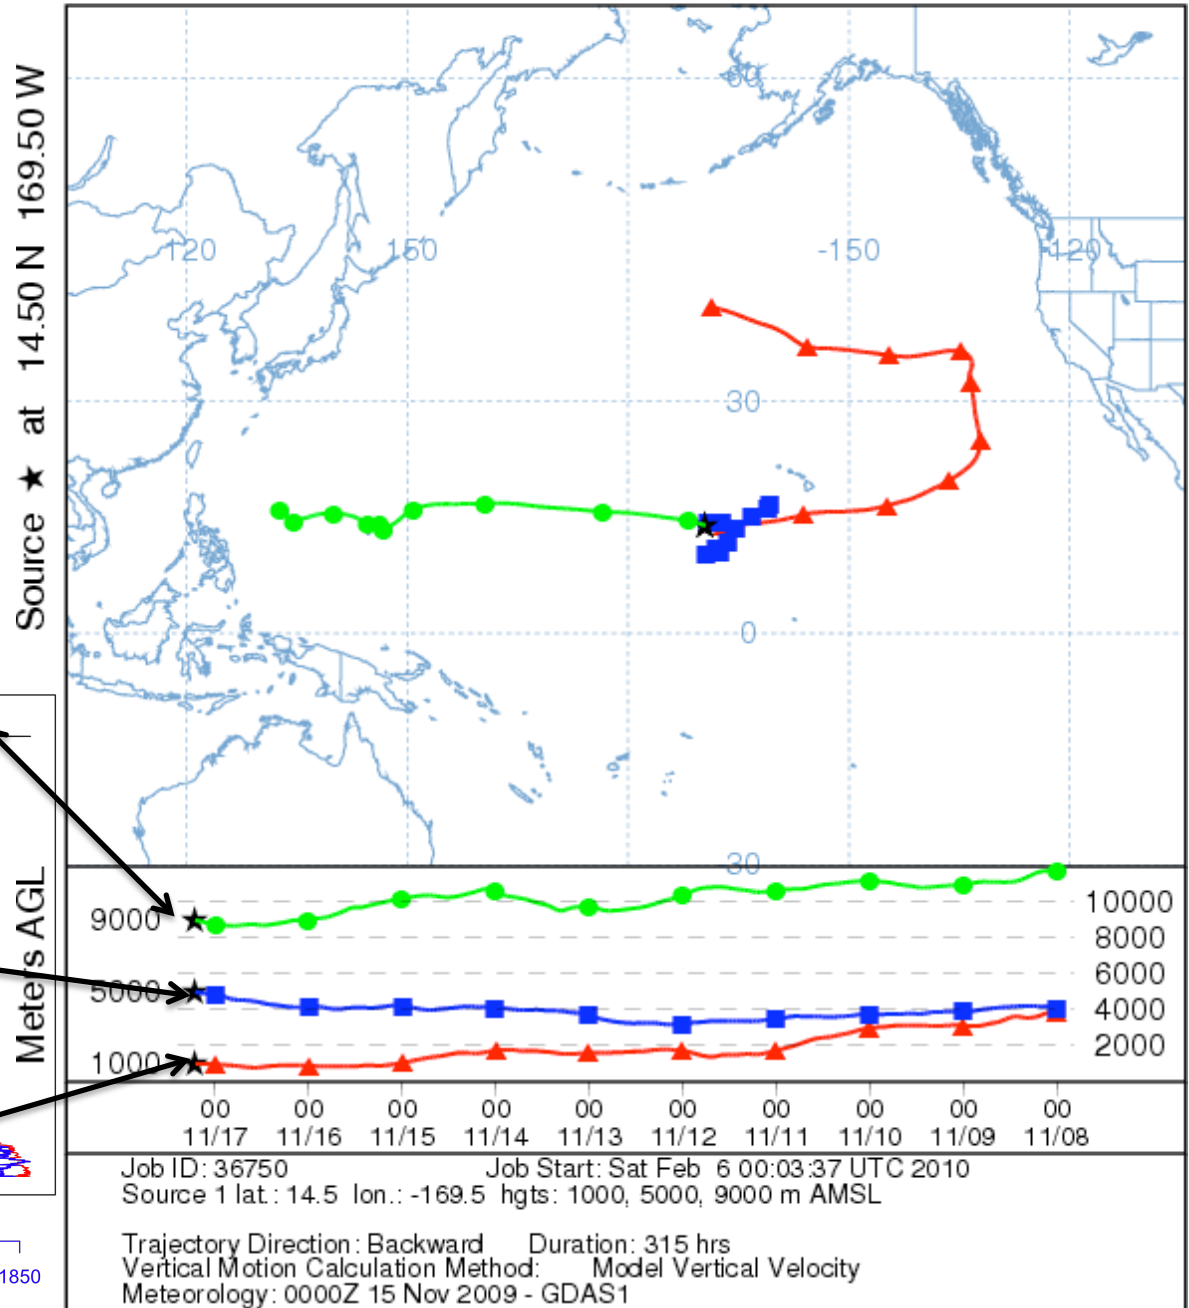 Source ★ at 14.50 N 169.50 W
60
120
150
-150
-120
30
0
-30
Meters AGL
9000
5000
1000
10000
8000
6000
4000
2000
00 00 00 00 00 00 00 00 00 00
11/17 11/16 11/15 11/14 11/13 11/12 11/11 11/10 11/09 11/08
Job ID: 36750 Job Start: Sat Feb 6 00:03:37 UTC 2010
Source 1 lat.: 14.5 lon.: -169.5 hgts: 1000, 5000, 9000 m AMSL
Trajectory Direction: Backward Duration: 315 hrs
Vertical Motion Calculation Method: Model Vertical Velocity
Meteorology: 0000Z 15 Nov 2009 - GDAS1
1850